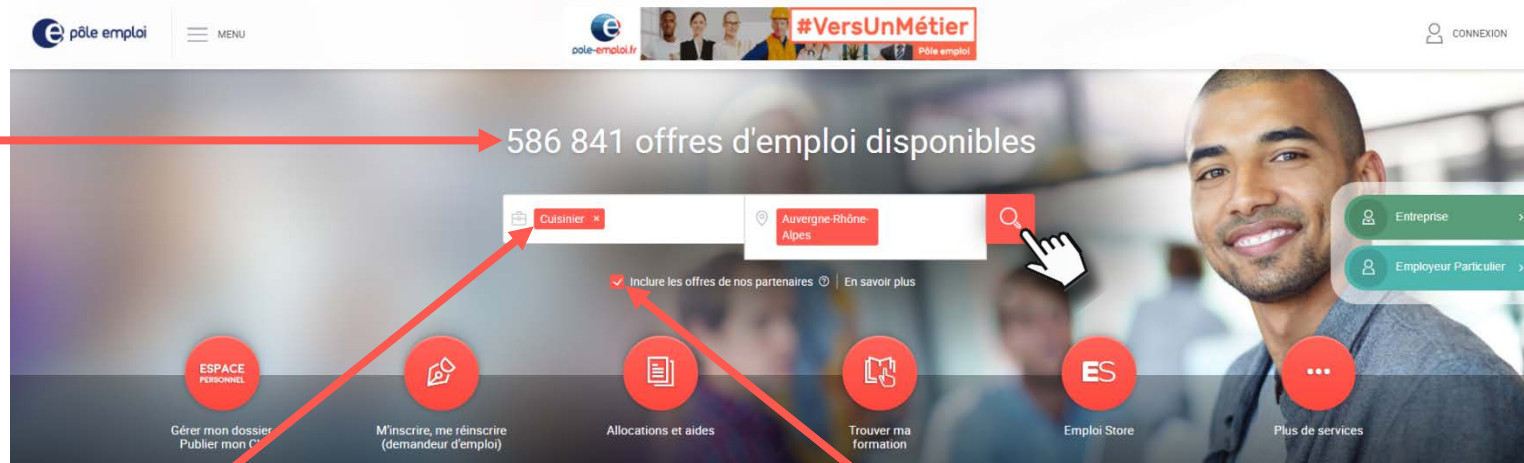 pôle emploi
MENU
pole-emploi.fr
#VersUnMétier
Pôle emploi
CONNEXION
586 841 offres d'emploi disponibles
Cuisinier ×
Auvergne-Rhône-
Alpes
Inclure les offres de nos partenaires ? | En savoir plus
Entreprise >
Employeur Particulier >
ESPACE
PERSONNEL
ES
Gérer mon dossier
Publier mon C
M'inscrire, me réinscrire
(demandeur d'emploi)
Allocations et aides
Trouver ma
formation
Emploi Store
Plus de services